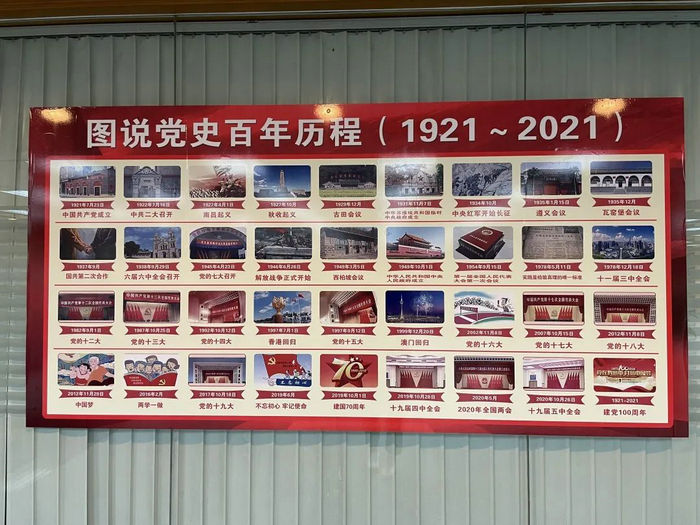 图说党史百年历程（1921～2021）
1921年7月23日 1922年7月16日 1927年8月1日 1927年10月 1929年12月 1931年11月7日 1934年10月 1935年1月15日 1935年12月
中国共产党成立 中共二大召开 南昌起义 秋收起义 古田会议 中华苏维埃共和国临时中央政府成立 中央红军开始长征 遵义会议 瓦窑堡会议
1937年9月 1938年9月29日 1945年4月23日 1946年6月26日 1949年3月5日 1949年10月1日 1954年9月15日 1978年5月11日 1978年12月18日
国共第二次合作 六届六中全会召开 党的七大召开 解放战争正式开始 西柏坡会议 中华人民共和国中央人民政府成立 第一届全国人民代表大会第一次会议 实践是检验真理的唯一标准 十一届三中全会
1982年9月1日 1987年10月25日 1992年10月12日 1997年7月1日 1997年9月12日 1999年12月20日 2002年11月8日 2007年10月15日 2012年11月8日
党的十二大 党的十三大 党的十四大 香港回归 党的十五大 澳门回归 党的十六大 党的十七大 党的十八大
70
2012年11月29日 2016年2月 2017年10月18日 2019年6月 2019年10月1日 2019年10月28日 2020年5月 2020年10月26日 1921-2021
中国梦 两学一做 党的十九大 不忘初心 牢记使命 建国70周年 十九届四中全会 2020年全国两会 十九届五中全会 建党100周年